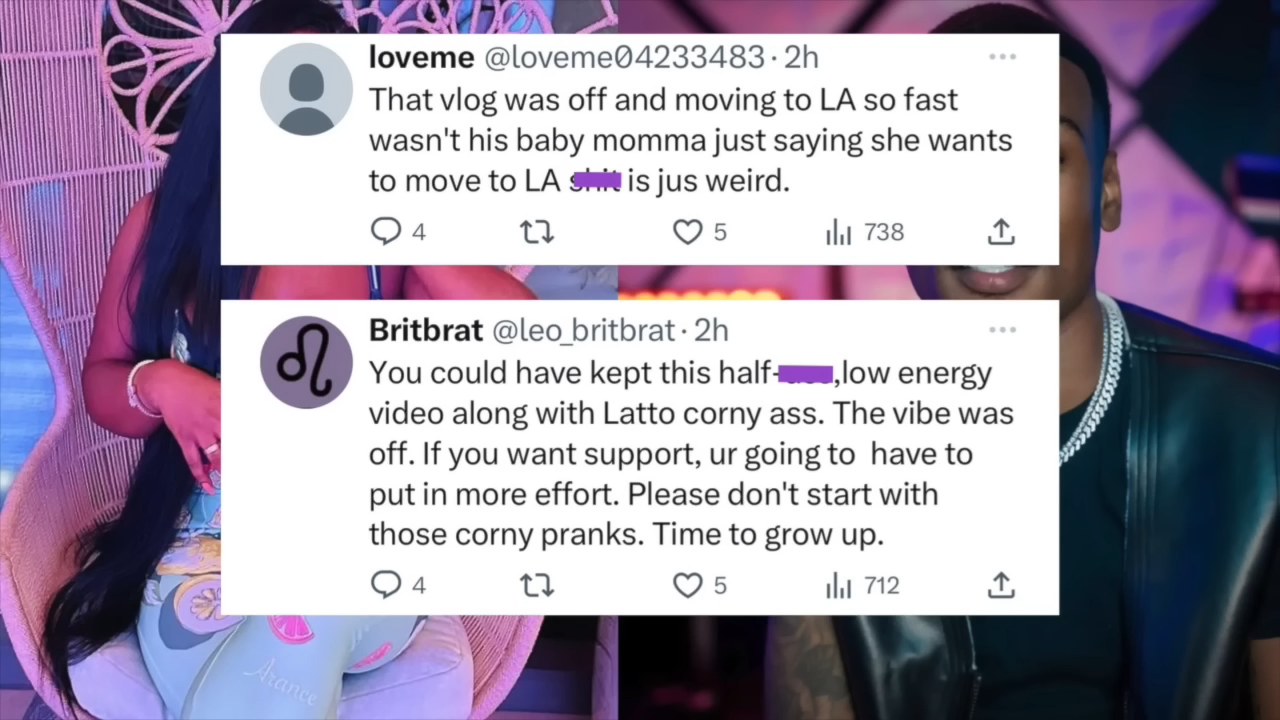 loveme @loveme04233483 · 2h
That vlog was off and moving to LA so fast
wasn't his baby momma just saying she wants
to move to LA shit is jus weird.
4 5 738
Britbrat @leo_britbrat · 2h
You could have kept this half-,low energy
video along with Latto corny ass. The vibe was
off. If you want support, ur going to have to
put in more effort. Please don't start with
those corny pranks. Time to grow up.
4 5 712
Arance